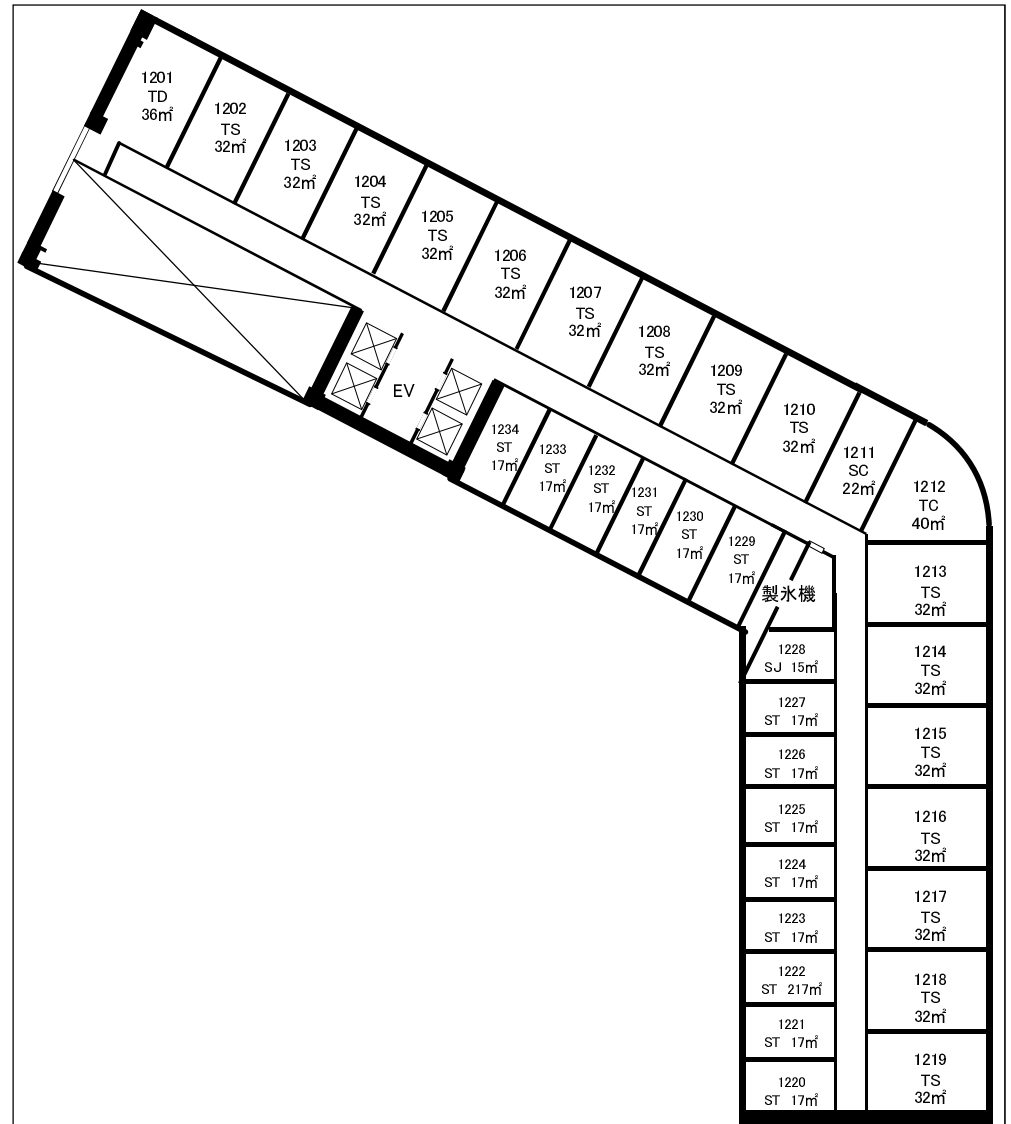 1201
TD
36㎡
1202
TS
32㎡
1203
TS
32㎡
1204
TS
32㎡
1205
TS
32㎡
1206
TS
32㎡
1207
TS
32㎡
1208
TS
32㎡
1209
TS
32㎡
1210
TS
32㎡
1211
SC
22㎡
1212
TC
40㎡
1213
TS
32㎡
1214
TS
32㎡
1215
TS
32㎡
1216
TS
32㎡
1217
TS
32㎡
1218
TS
32㎡
1219
TS
32㎡
EV
1234
ST
17㎡
1233
ST
17㎡
1232
ST
17㎡
1231
ST
17㎡
1230
ST
17㎡
1229
ST
17㎡
製氷機
1228
SJ 15㎡
1227
ST 17㎡
1226
ST 17㎡
1225
ST 17㎡
1224
ST 17㎡
1223
ST 17㎡
1222
ST 217㎡
1221
ST 17㎡
1220
ST 17㎡